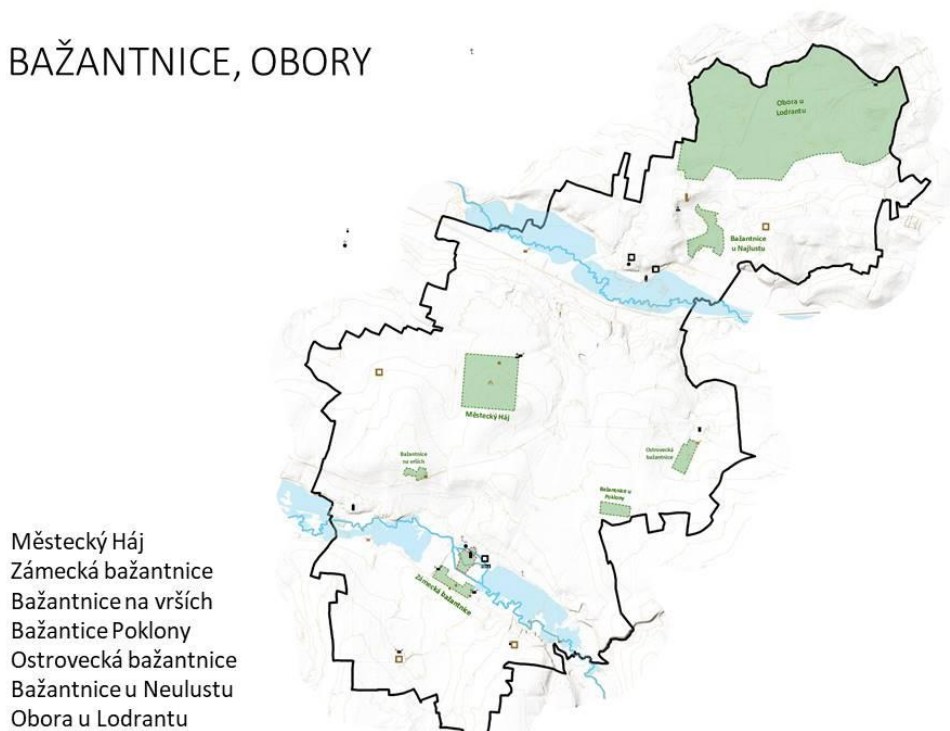 BAŽANTNICE, OBORY
Obora u
Lodrantu
Bažantnice
u Najlustu
Městecký Háj
Ostrovecká
bažantnice
Bažantnice
na vrších
Bažantnice u
Poklony
Zámecká bažantnice
Městecký Háj
Zámecká bažantnice
Bažantnice na vrších
Bažantice Poklony
Ostrovecká bažantnice
Bažantnice u Neulustu
Obora u Lodrantu